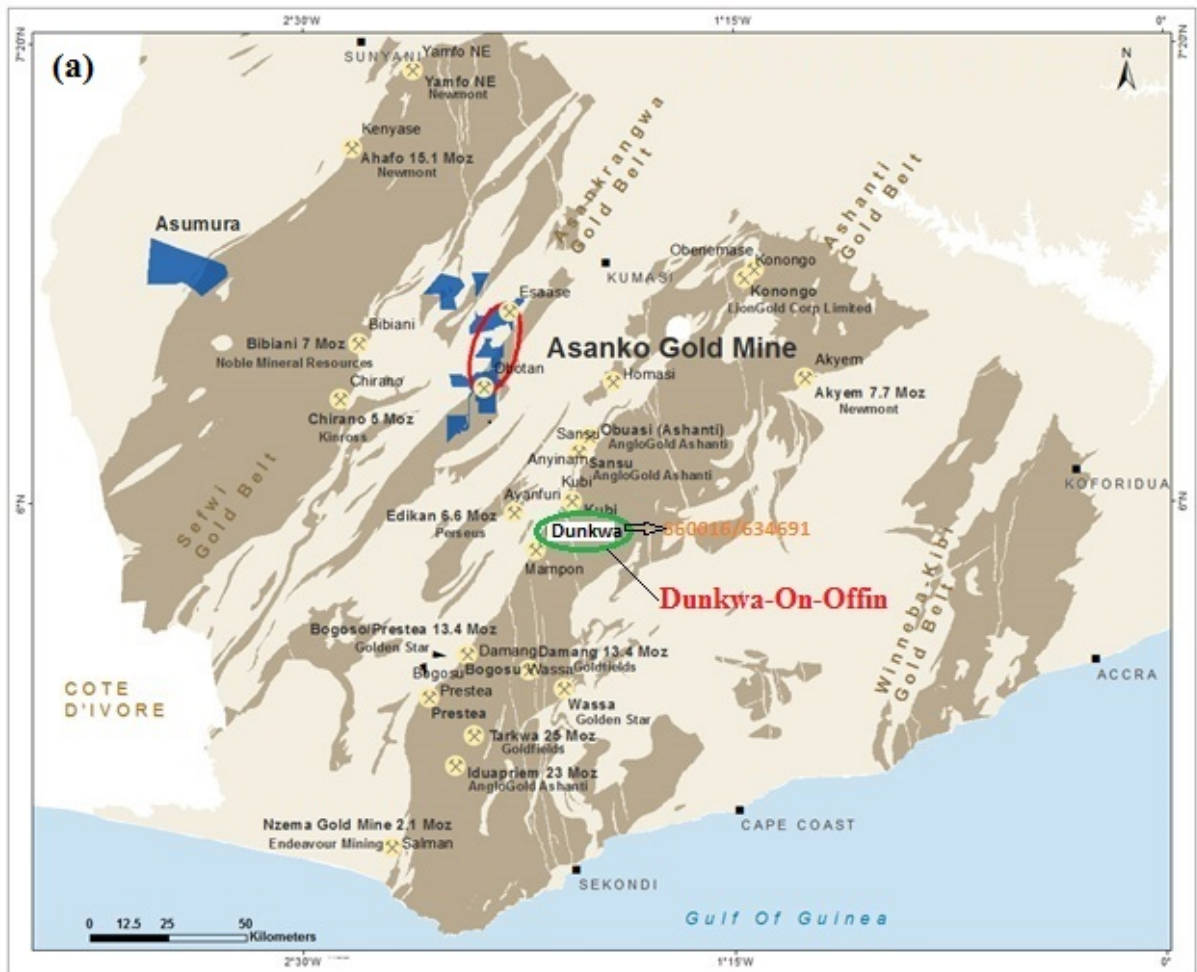 2°30'W
1°15'W
0°
7°20'N
7°20'N
(a)
N
SUNYANI
Yamfo NE
Yamfo NE
Newmont
Kenyase
Ahafo 15.1 Moz
Newmont
Asankrangwa
Gold Belt
Ashanti
Gold Belt
Asumura
Obenemase
Konongo
KUMASI
Konongo
LionGold Corp Limited
Esaase
Bibiani
Bibiani 7 Moz
Noble Mineral Resources
Asanko Gold Mine
Obotan
Homasi
Akyem
Akyem 7.7 Moz
Newmont
Chirano
Chirano 5 Moz
Kinross
Sansu
Obuasi (Ashanti)
AngloGold Ashanti
Anyinam
Sansu
AngloGold Ashanti
KOFORIDUA
Sefwi
Gold Belt
Kubi
Ayanfuri
Kubi
Edikan 6.6 Moz
Perseus
6°N
6°N
Dunkwa
660016/634691
Mampon
Dunkwa-On-Offin
Winneba-Kibi
Gold Belt
Bogoso/Prestea 13.4 Moz
Golden Star
Damang
Damang 13.4 Moz
Goldfields
Bogosu
Bogosu
Wassa
ACCRA
COTE
D'IVORE
Prestea
Prestea
Wassa
Golden Star
Tarkwa 25 Moz
Goldfields
Iduapriem 23 Moz
AngloGold Ashanti
Nzema Gold Mine 2.1 Moz
Endeavour Mining
Salman
CAPE COAST
SEKONDI
Gulf Of Guinea
0 12.5 25 50
Kilometers
2°30'W
1°15'W
0°